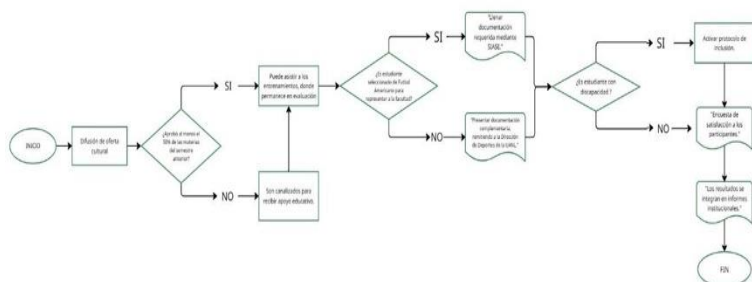 INICIO
Difusión de oferta
cultural
¿Aprobó al menos el
50% de las materias
del semestre
anterior?
SI
NO
Puede asistir a los
entrenamientos, donde
permanece en evaluación
Son canalizados para
recibir apoyo educativo.
¿Es estudiante
seleccionado de Futbol
Americano para
representar a la facultad?
SI
NO
"Llenar
documentación
requerida mediante
SIASE."
"Presentar documentación
complementaria
a la Dirección
de Deportes de la UANL."
¿Es estudiante con
discapacidad ?
SI
NO
Activar protocolo de
inclusión.
"Encuesta de
satisfacción a los
participantes."
"Los resultados se
integran en informes
institucionales."
FIN